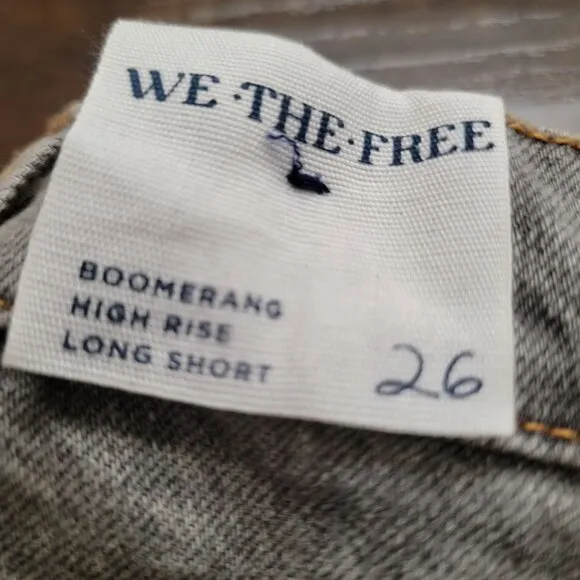 WE·THE·FREE
BOOMERANG
HIGH RISE
LONG SHORT
26